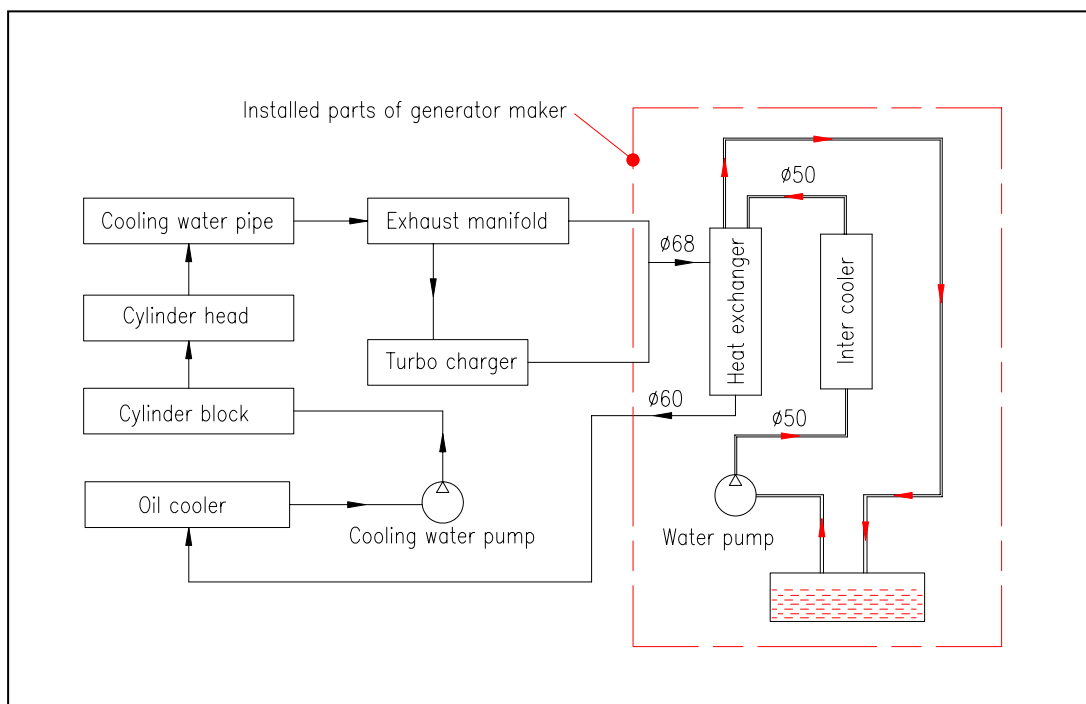 Installed parts of generator maker
ø50
Cooling water pipe
Exhaust manifold
ø68
Heat exchanger
Inter cooler
Cylinder head
Turbo charger
Cylinder block
ø60
ø50
Oil cooler
Cooling water pump
Water pump